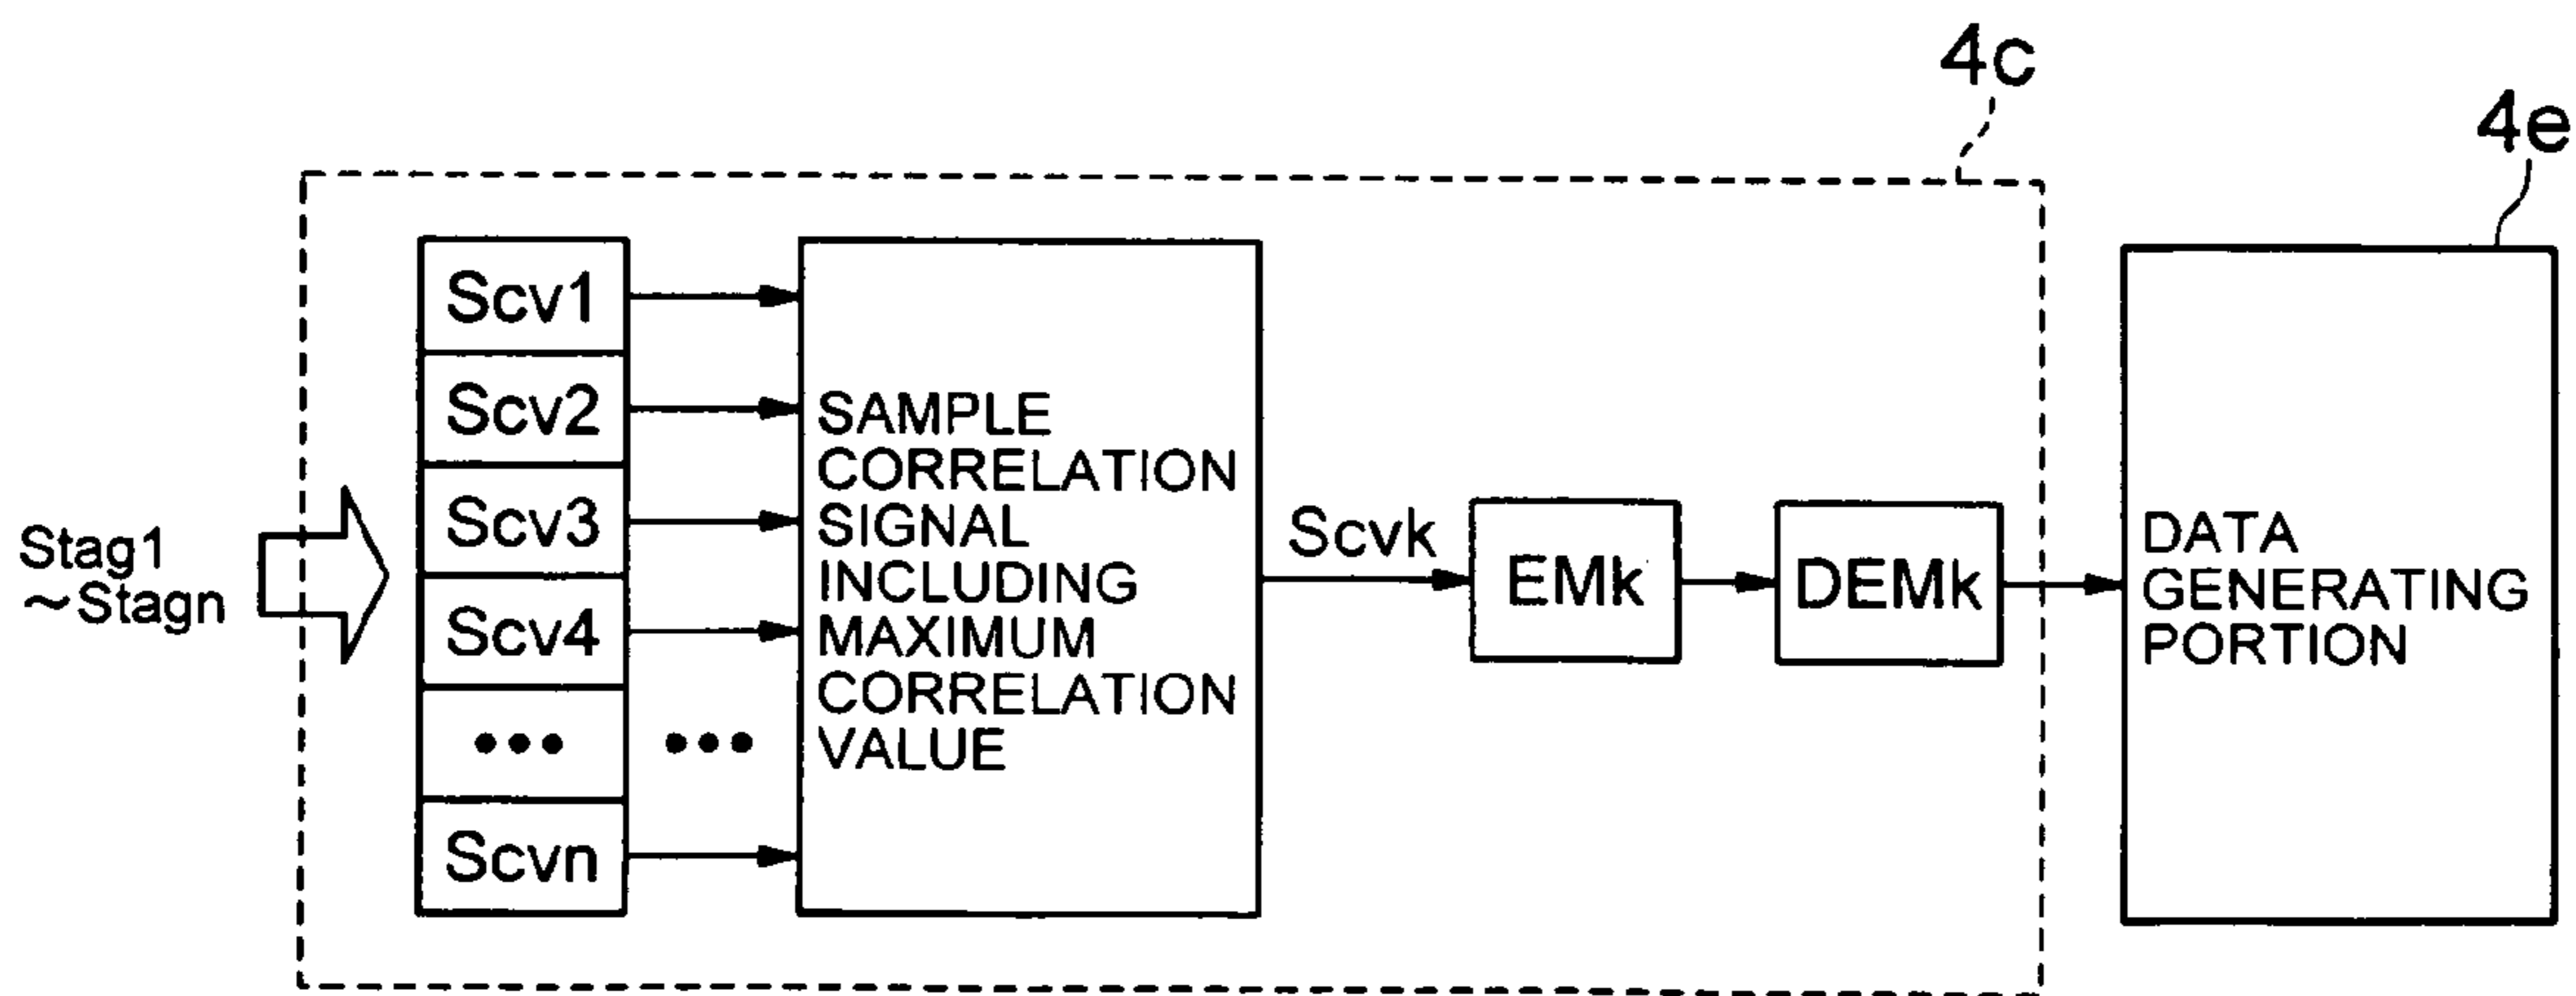 4c
4e
Stag1
~Stagn
Scv1
Scv2
Scv3
Scv4
•••
Scvn
•••
SAMPLE
CORRELATION
SIGNAL
INCLUDING
MAXIMUM
CORRELATION
VALUE
Scvk
EMk
DEMk
DATA
GENERATING
PORTION